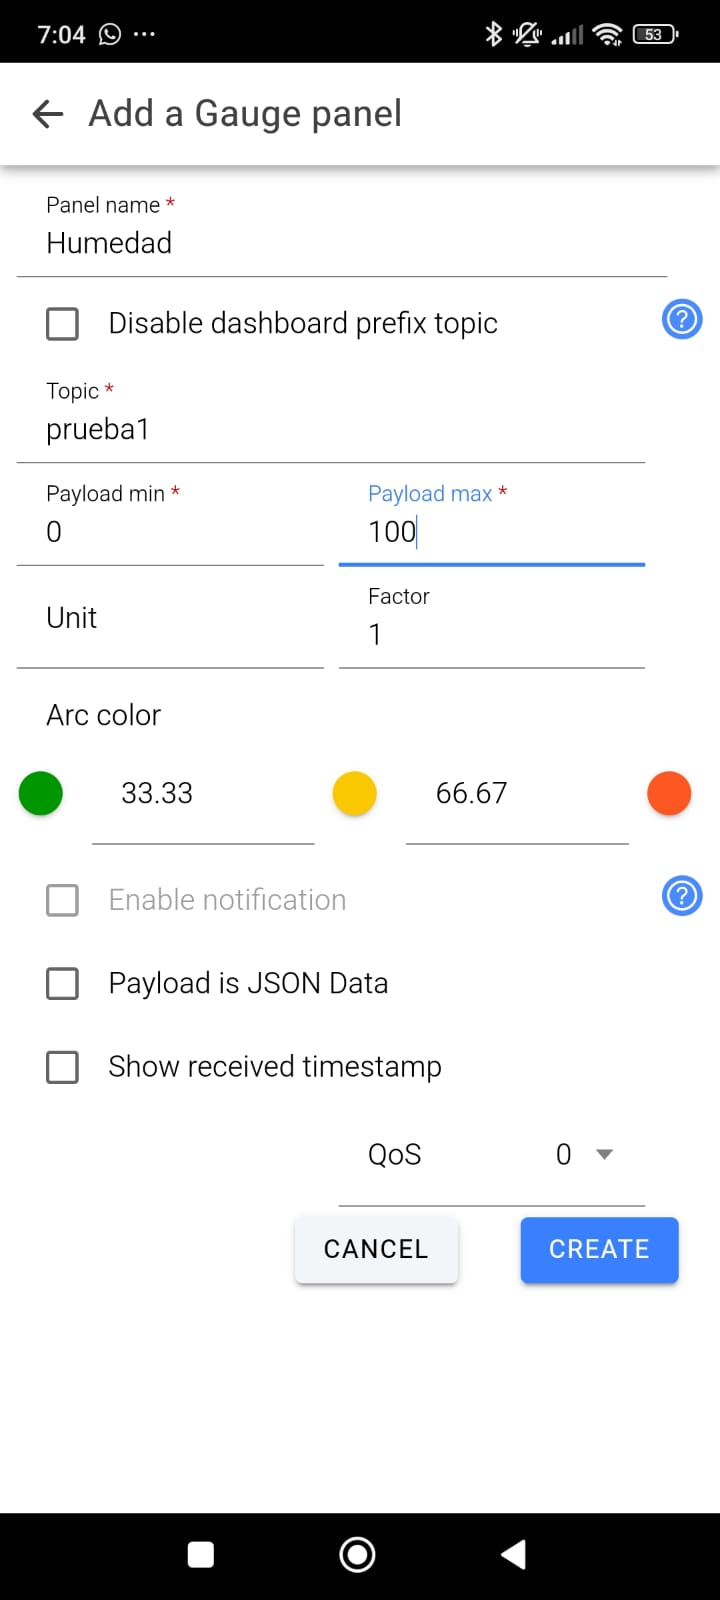 7:04 ... 53
Add a Gauge panel
Panel name *
Humedad
Disable dashboard prefix topic ?
Topic *
prueba1
Payload min * Payload max *
0 100
Unit Factor
1
Arc color
33.33 66.67
Enable notification ?
Payload is JSON Data
Show received timestamp
QoS 0
CANCEL CREATE